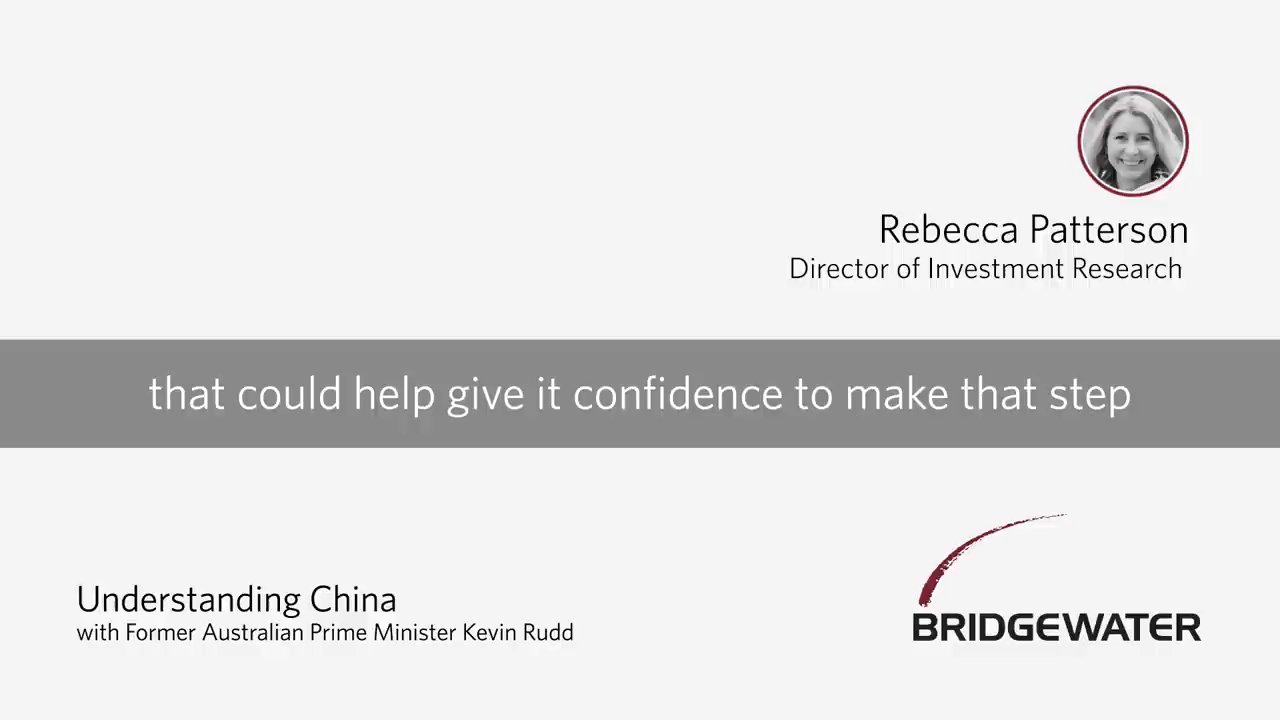 Rebecca Patterson
Director of Investment Research
that could help give it confidence to make that step
Understanding China
with Former Australian Prime Minister Kevin Rudd
BRIDGEWATER